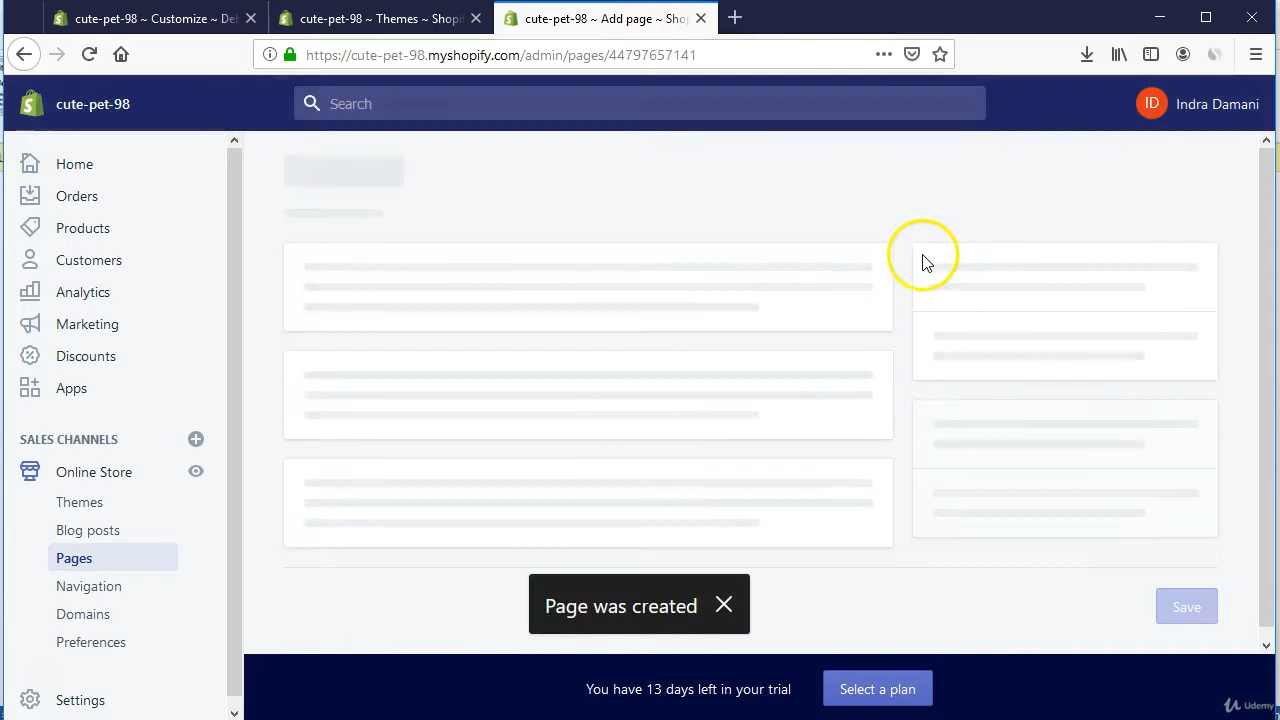 cute-pet-98 ~ Customize ~ Del
cute-pet-98 ~ Themes ~ Shopif
cute-pet-98 ~ Add page ~ Shop
https://cute-pet-98.myshopify.com/admin/pages/44797657141
cute-pet-98
Search
ID
Indra Damani
Home
Orders
Products
Customers
Analytics
Marketing
Discounts
Apps
SALES CHANNELS
Online Store
Themes
Blog posts
Pages
Navigation
Domains
Preferences
Settings
Page was created
Save
You have 13 days left in your trial
Select a plan
Udemy